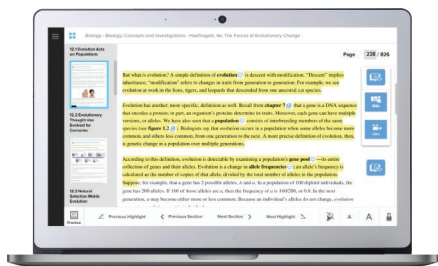 Biology - Biology: Concepts and Investigations - Hoefnagels, 4e: The Forces of Evolutionary Change
12.1 Evolution Acts
on Populations
12.2 Evolutionary
Thought Has
Evolved for
Centuries
12.3 Natural
Selection Molds
Evolution
Page 238 / 826
But what is evolution? A simple definition of evolution is descent with modification. "Descent" implies
inheritance; "modification" refers to changes in traits from generation to generation. For example, we see
evolution at work in the lions, tigers, and leopards that descended from one ancestral cat species.
Evolution has another, more specific, definition as well. Recall from chapter 7 that a gene is a DNA sequence
that encodes a protein; in part, an organism's proteins determine its traits. Moreover, each gene can have multiple
versions, or alleles. We have also seen that a population consists of interbreeding members of the same
species (see figure 1.2). Biologists say that evolution occurs in a population when some alleles become more
common, and others less common, from one generation to the next. A more precise definition of evolution, then,
is genetic change in a population over multiple generations.
According to this definition, evolution is detectable by examining a population's gene pool —its entire
collection of genes and their alleles. Evolution is a change in allele frequencies ; an allele's frequency is
calculated as the number of copies of that allele, divided by the total number of alleles in the population.
Suppose, for example, that a gene has 2 possible alleles, A and a. In a population of 100 diploid individuals, the
gene has 200 alleles. If 160 of those alleles are a, then the frequency of a is 160/200, or 0.8. In the next
generation, a may become either more or less common. Because an individual's alleles do not change, evolution
Practice
Previous Highlight
Previous Section
Next Section
Next Highlight
A
A